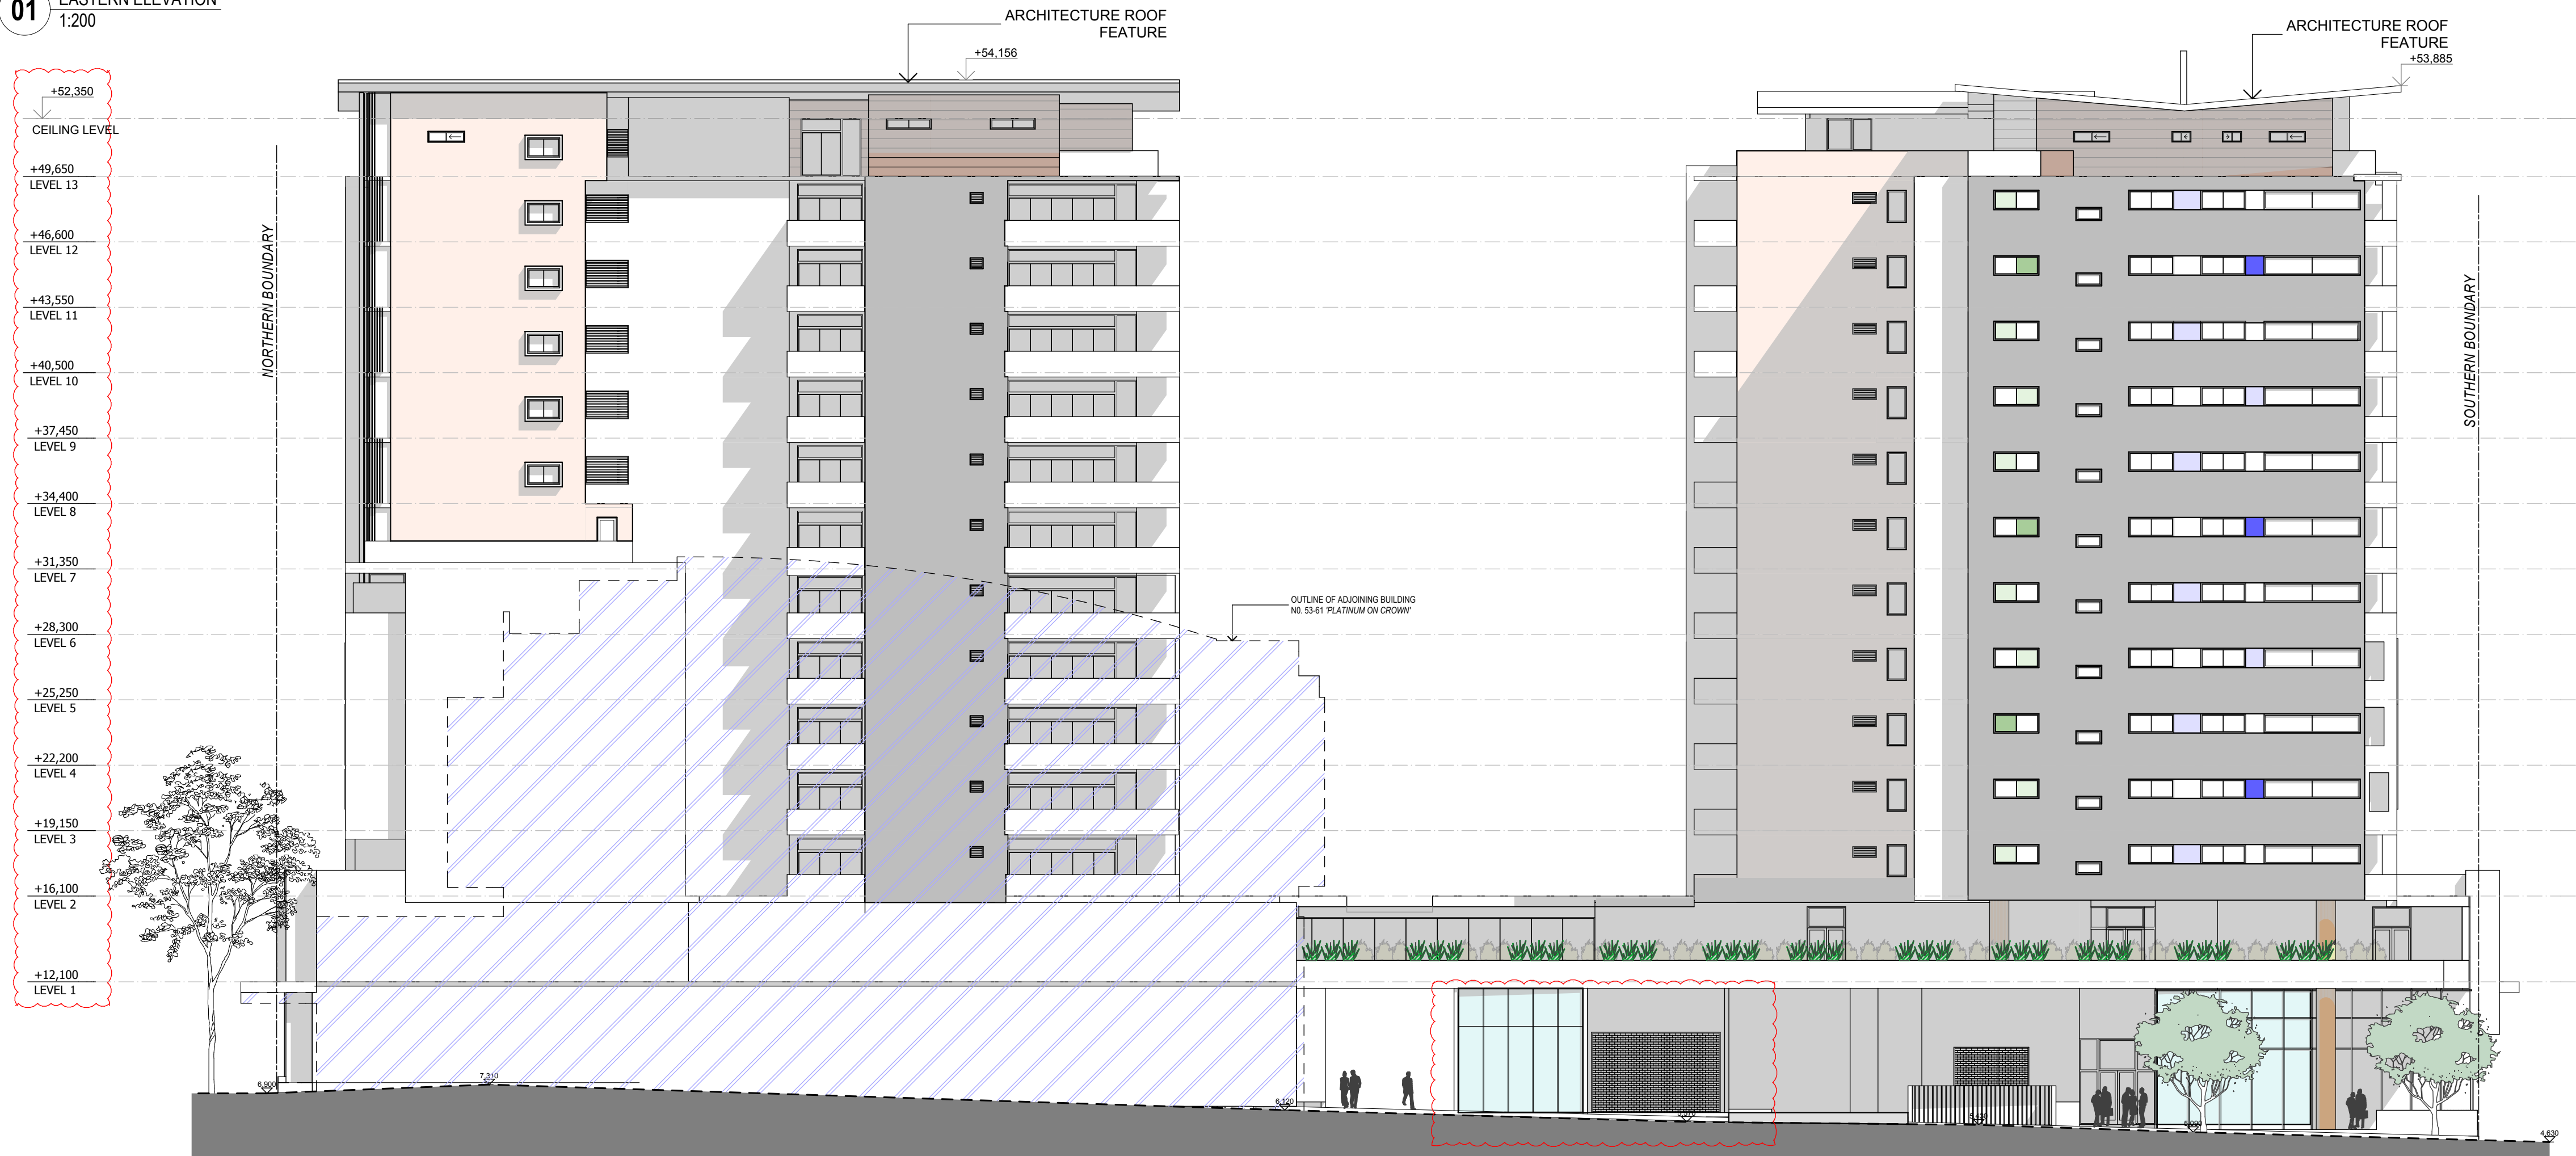 01
EASTERN ELEVATION
1:200
ARCHITECTURE ROOF
FEATURE
+54,156
ARCHITECTURE ROOF
FEATURE
+53,885
+52,350
CEILING LEVEL
+49,650
LEVEL 13
+46,600
LEVEL 12
+43,550
LEVEL 11
+40,500
LEVEL 10
+37,450
LEVEL 9
+34,400
LEVEL 8
+31,350
LEVEL 7
+28,300
LEVEL 6
+25,250
LEVEL 5
+22,200
LEVEL 4
+19,150
LEVEL 3
+16,100
LEVEL 2
+12,100
LEVEL 1
NORTHERN BOUNDARY
SOUTHERN BOUNDARY
OUTLINE OF ADJOINING BUILDING
N0. 53-61 'PLATINUM ON CROWN'
6,900
7,310
6,120
4,630